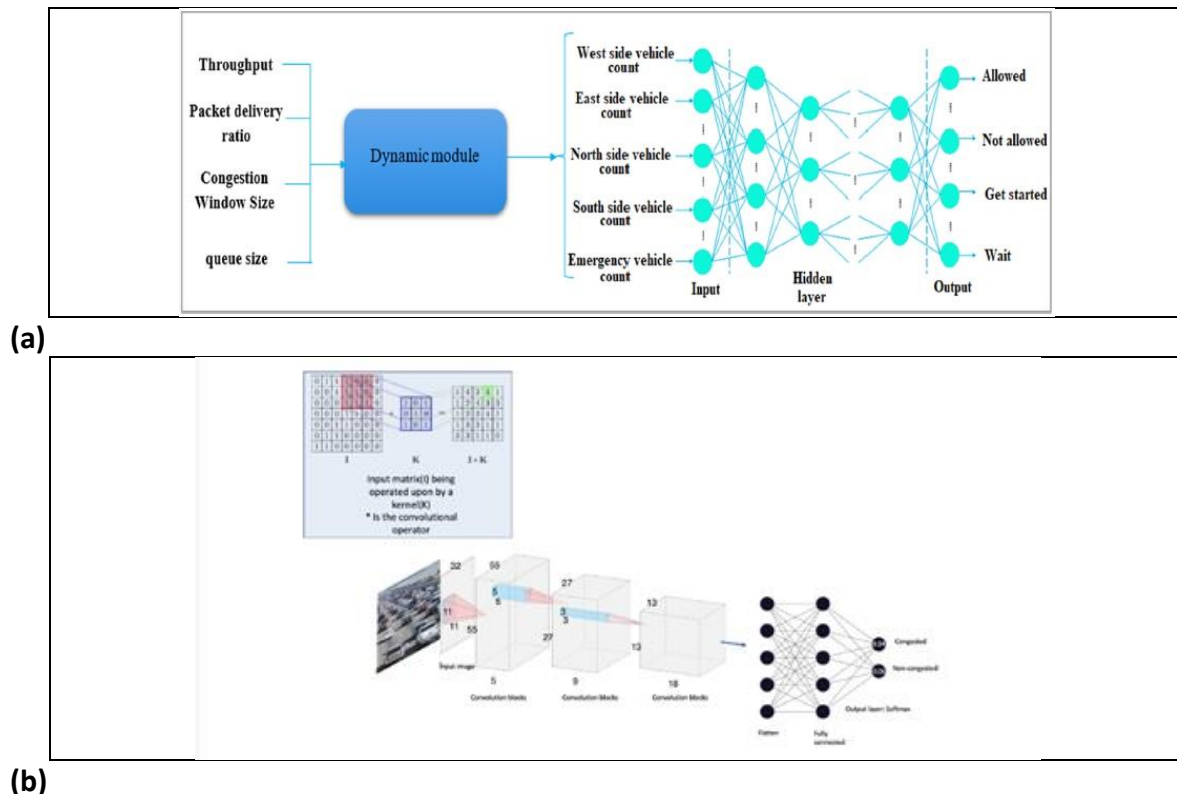 Throughput
Packet delivery
ratio
Congestion
Window Size
queue size
Dynamic module
West side vehicle
count
East side vehicle
count
North side vehicle
count
South side vehicle
count
Emergency vehicle
count
Input
Hidden
layer
Output
Allowed
Not allowed
Get started
Wait
(a)
I
K
I * K
Input matrix(I) being
operated upon by a
kernel(K)
* Is the convolutional
operator
32
55
11
11
55
5
5
27
3
3
27
13
13
Input image
5
9
18
Convolution blocks
Convolution blocks
Convolution blocks
Congested
Non-congested
Output layer: Softmax
Flatten
Fully
connected
(b)